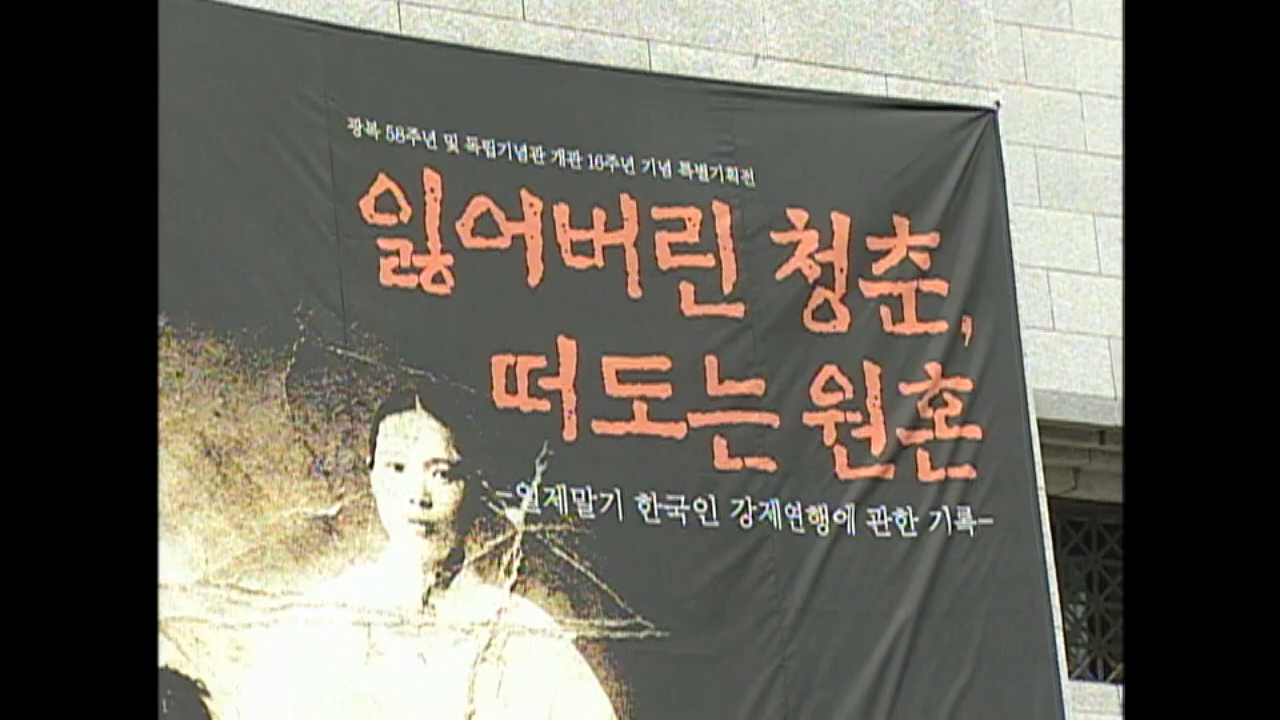 광복 58주년 및 독립기념관 개관 16주년 기념 특별기획전
잃어버린 청춘,
떠도는 원혼
-일제말기 한국인 강제연행에 관한 기록-